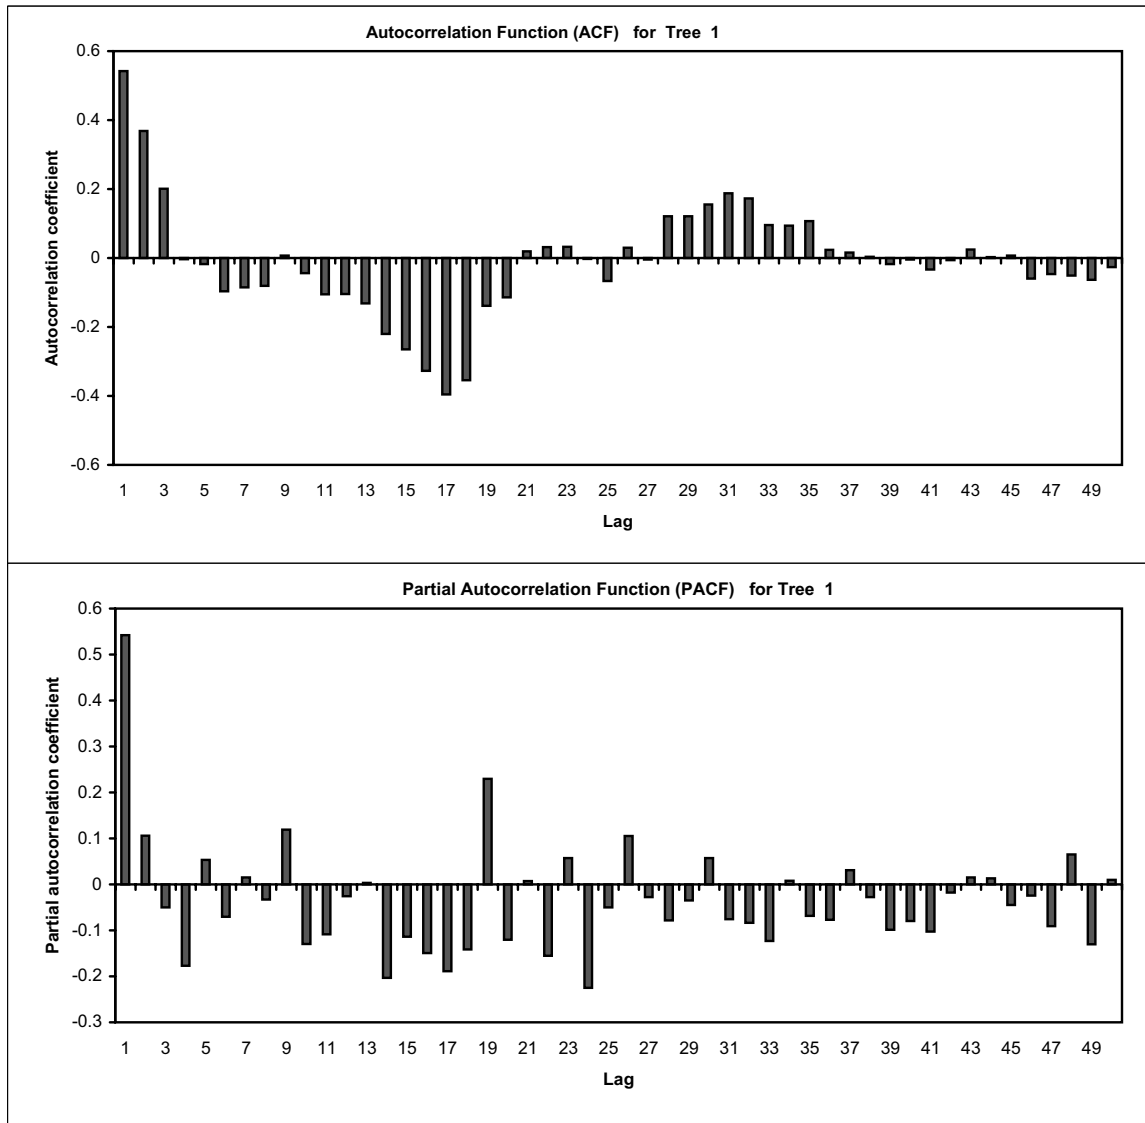 Autocorrelation Function (ACF) for Tree 1
0.6
0.4
0.2
0
-0.2
-0.4
-0.6
Autocorrelation coefficient
1 3 5 7 9 11 13 15 17 19 21 23 25 27 29 31 33 35 37 39 41 43 45 47 49
Lag
Partial Autocorrelation Function (PACF) for Tree 1
0.6
0.5
0.4
0.3
0.2
0.1
0
-0.1
-0.2
-0.3
Partial autocorrelation coefficient
1 3 5 7 9 11 13 15 17 19 21 23 25 27 29 31 33 35 37 39 41 43 45 47 49
Lag